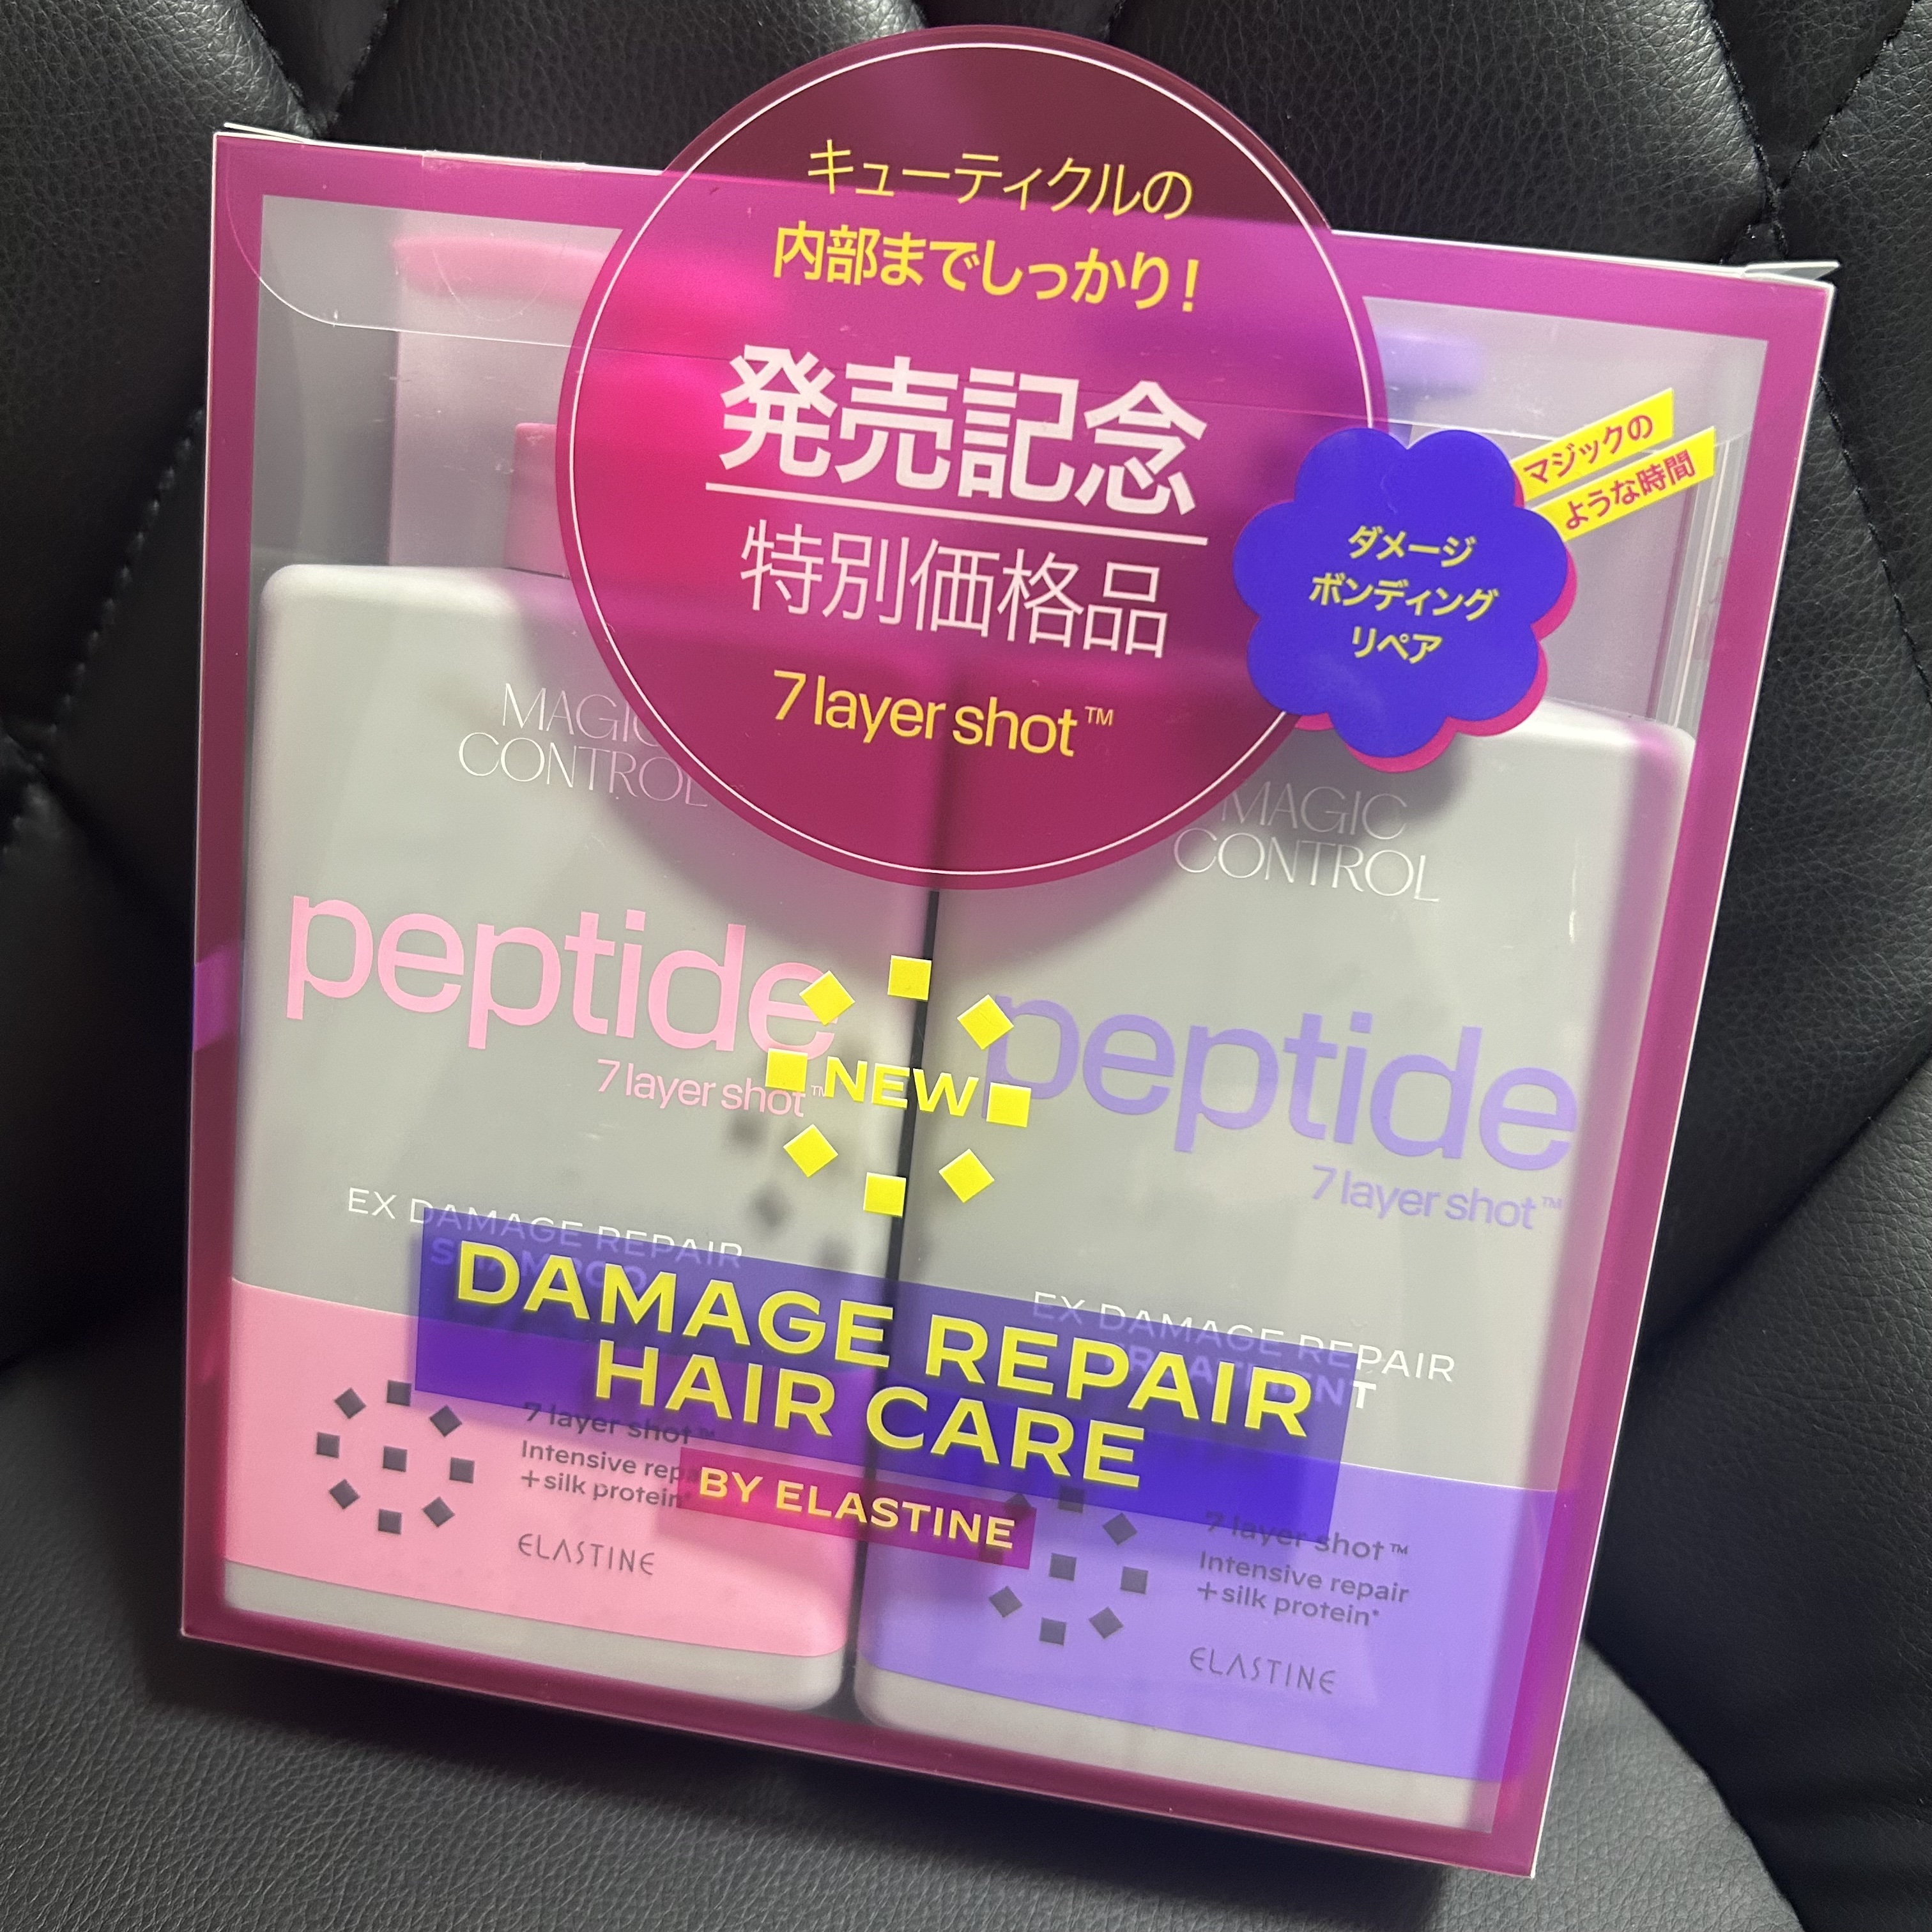 キューティクルの
内部までしっかり！
発売記念
特別価格品
7 layer shot™
マジックの
ような時間
ダメージ
ボンディング
リペア
MAGIC
CONTROL
peptide
7 layer shot™
EX DAMAGE REPAIR
SHAMPOO
MAGIC
CONTROL
peptide
7 layer shot™
EX DAMAGE REPAIR
TREATMENT
NEW
DAMAGE REPAIR
HAIR CARE
BY ELASTINE
7 layer shot™
Intensive repair
+silk protein*
ELASTINE
7 layer shot™
Intensive repair
+silk protein*
ELASTINE